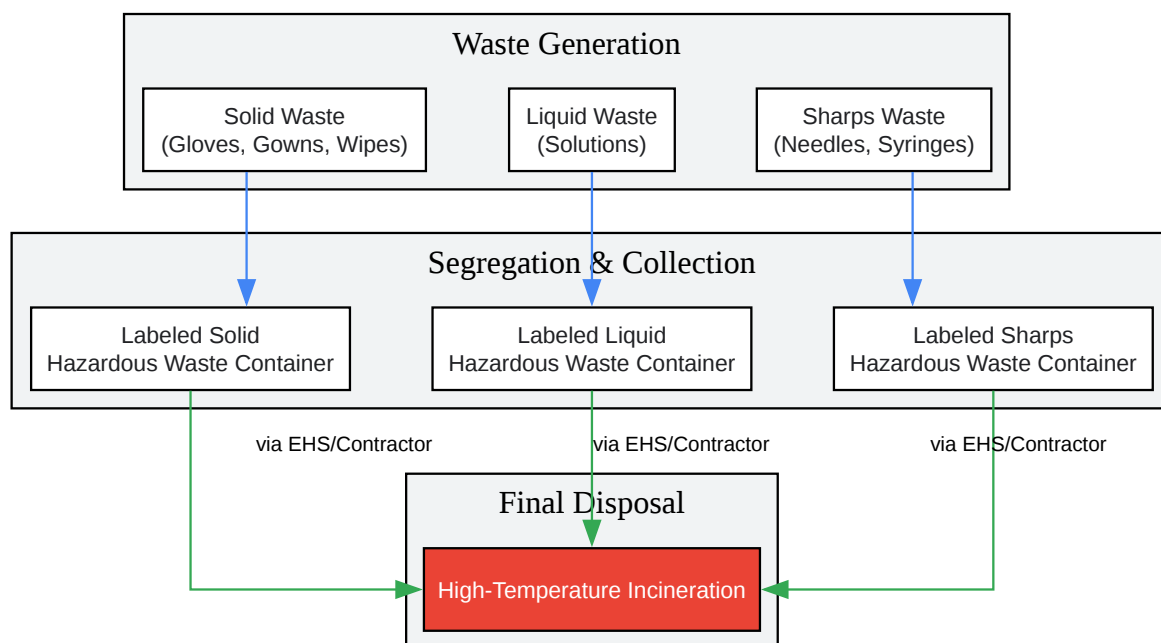 Waste Generation
Solid Waste
(Gloves, Gowns, Wipes)
Liquid Waste
(Solutions)
Sharps Waste
(Needles, Syringes)
Segregation & Collection
Labeled Solid
Hazardous Waste Container
Labeled Liquid
Hazardous Waste Container
Labeled Sharps
Hazardous Waste Container
via EHS/Contractor
via EHS/Contractor
via EHS/Contractor
Final Disposal
High-Temperature Incineration